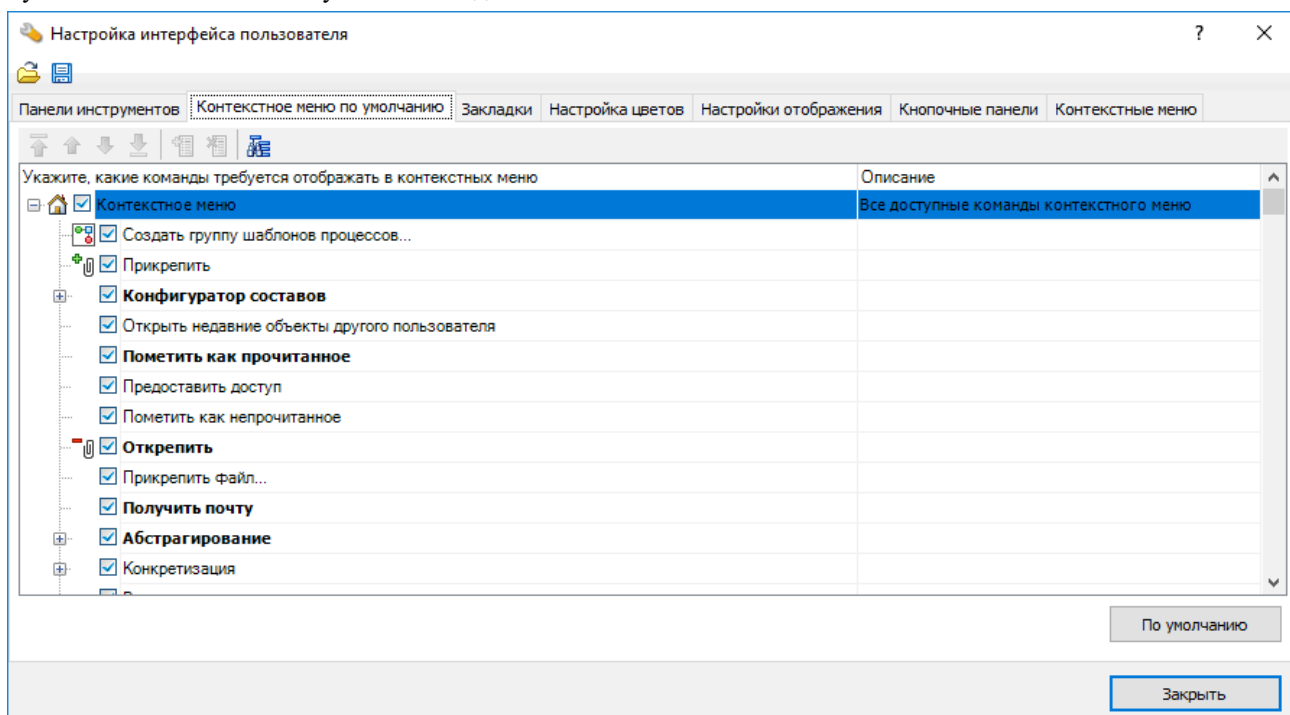 Настройка интерфейса пользователя
?
Панели инструментов Контекстное меню по умолчанию Закладки Настройка цветов Настройки отображения Кнопочные панели Контекстные меню
Укажите, какие команды требуется отображать в контекстных меню Описание
Контекстное меню Все доступные команды контекстного меню
Создать группу шаблонов процессов...
Прикрепить
Конфигуратор составов
Открыть недавние объекты другого пользователя
Пометить как прочитанное
Предоставить доступ
Пометить как непрочитанное
Открепить
Прикрепить файл...
Получить почту
Абстрагирование
Конкретизация
По умолчанию
Закрыть